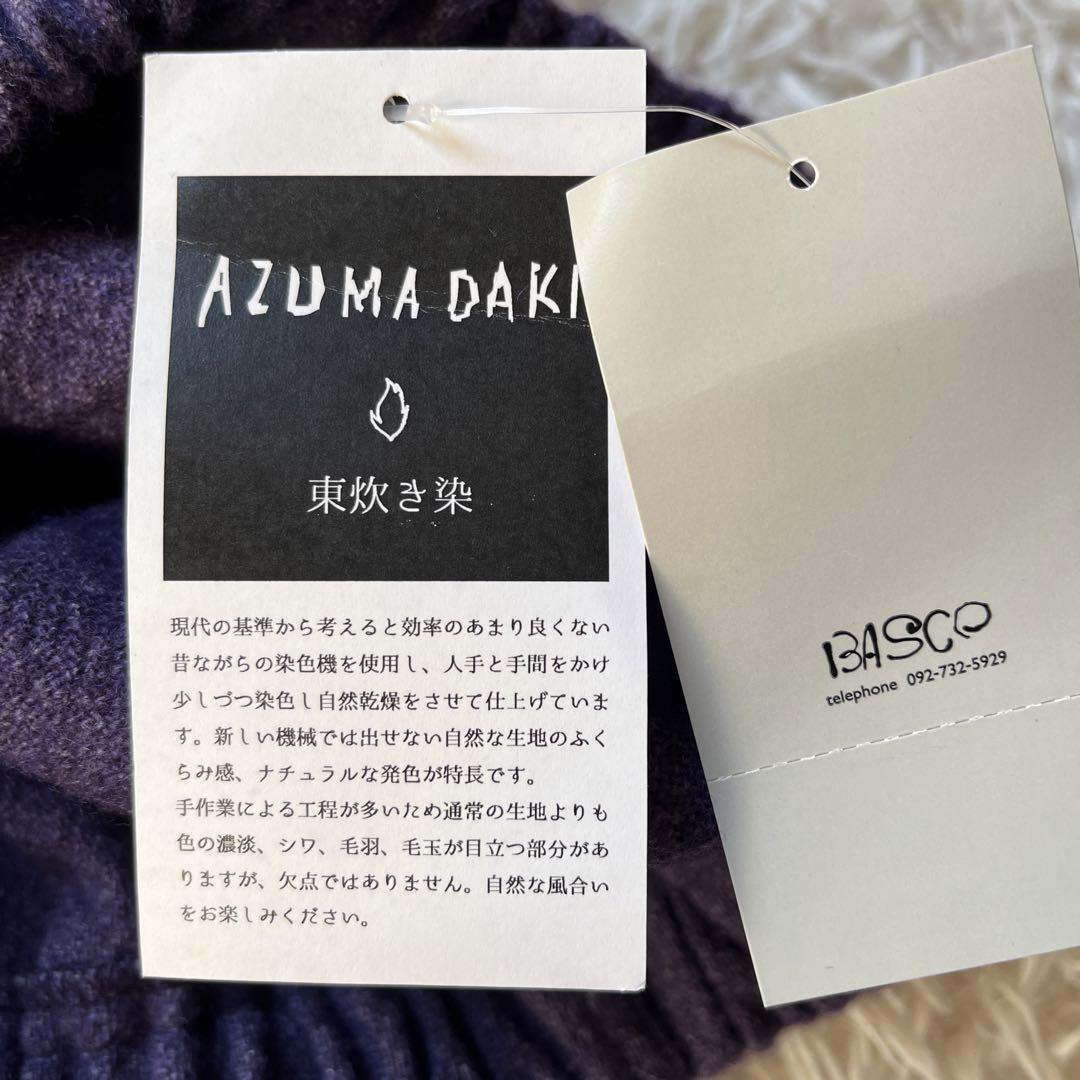 AZUMA DAKI
東炊き染
現代の基準から考えると効率のあまり良くない
昔ながらの染色機を使用し、人手と手間をかけ
少しづつ染色し自然乾燥をさせて仕上げていま
す。新しい機械では出せない自然な生地のふく
らみ感、ナチュラルな発色が特長です。
手作業による工程が多いため通常の生地よりも
色の濃淡、シワ、毛羽、毛玉が目立つ部分があ
りますが、欠点ではありません。自然な風合い
をお楽しみください。
BASCO
telephone 092-732-5929